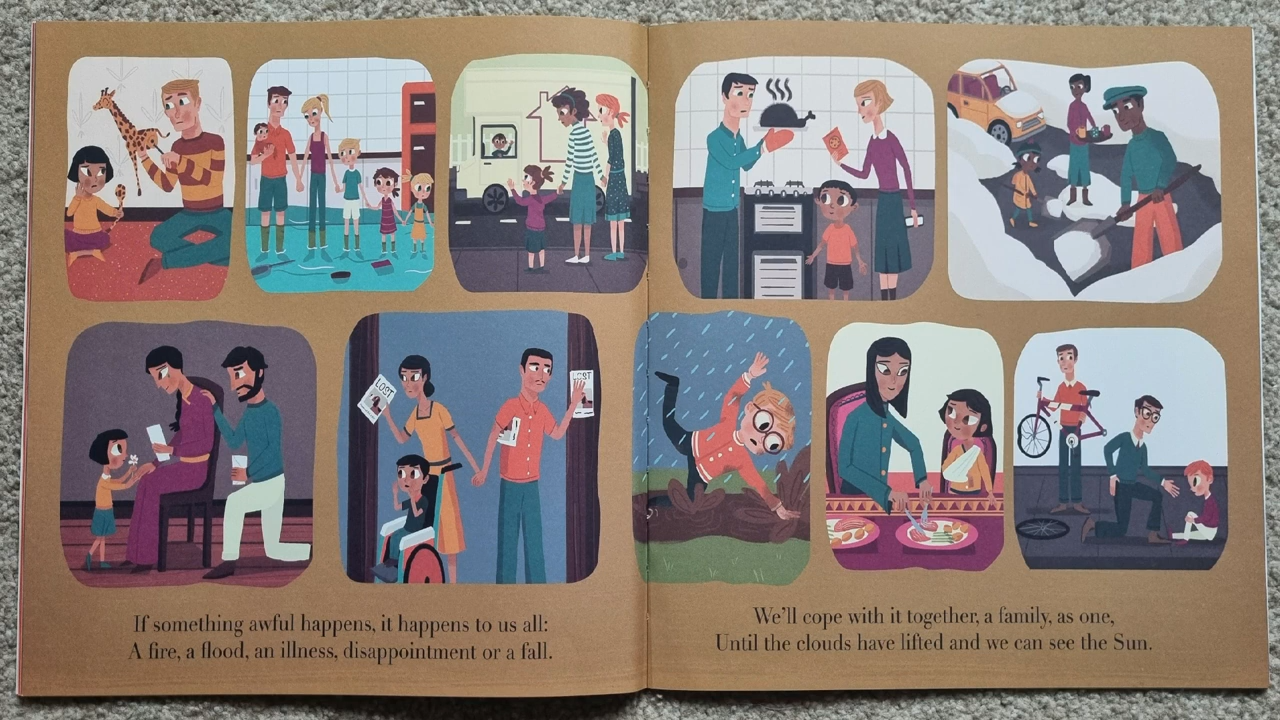 LOST
LOST
If something awful happens, it happens to us all:
A fire, a flood, an illness, disappointment or a fall.
We’ll cope with it together, a family, as one,
Until the clouds have lifted and we can see the Sun.